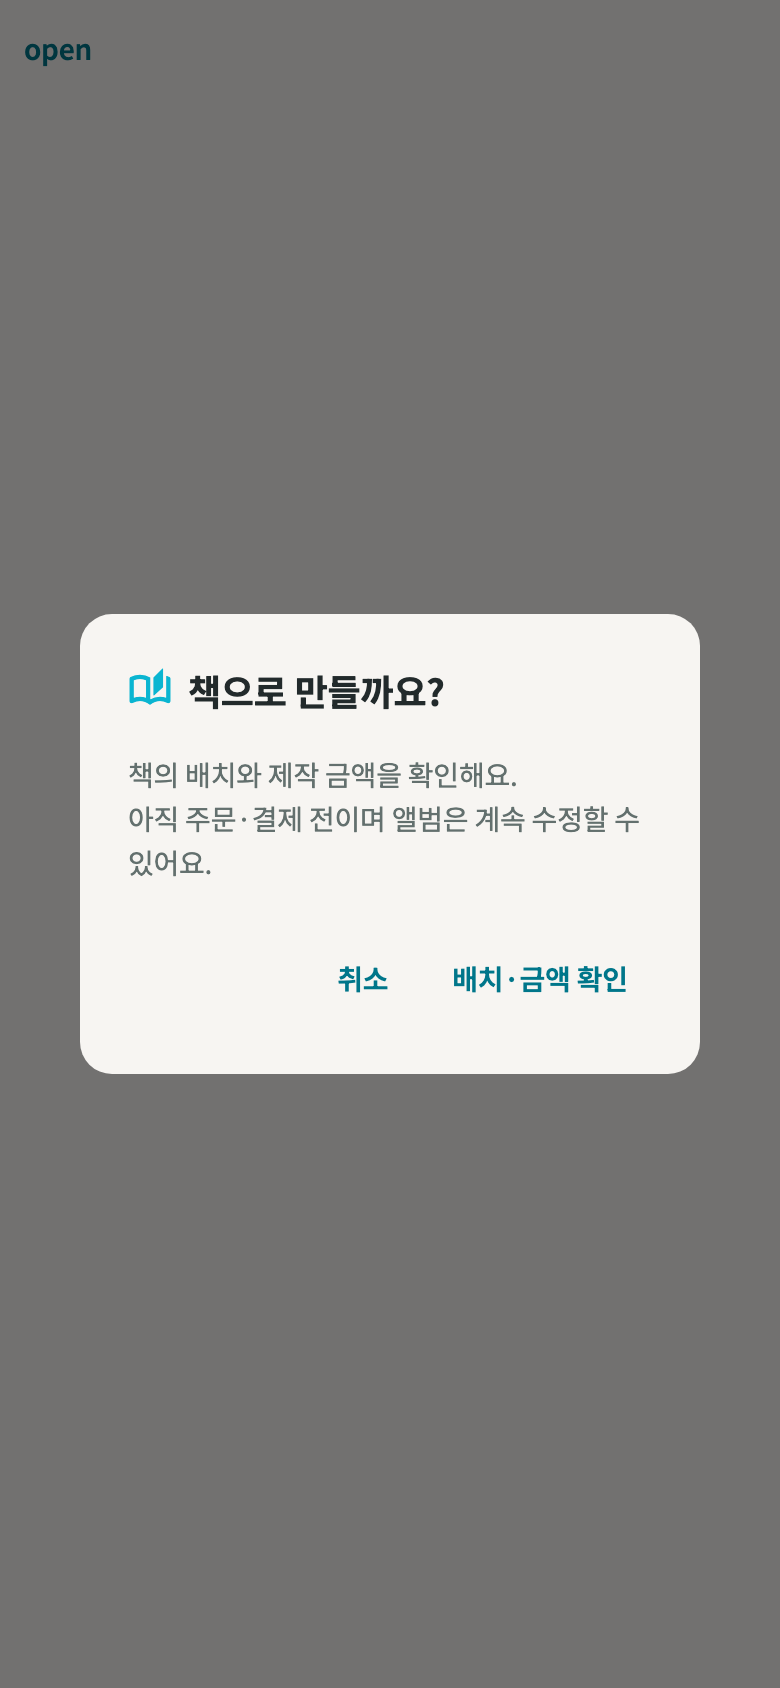 open
책으로 만들까요?
책의 배치와 제작 금액을 확인해요.
아직 주문·결제 전이며 앨범은 계속 수정할 수
있어요.
취소
배치·금액 확인